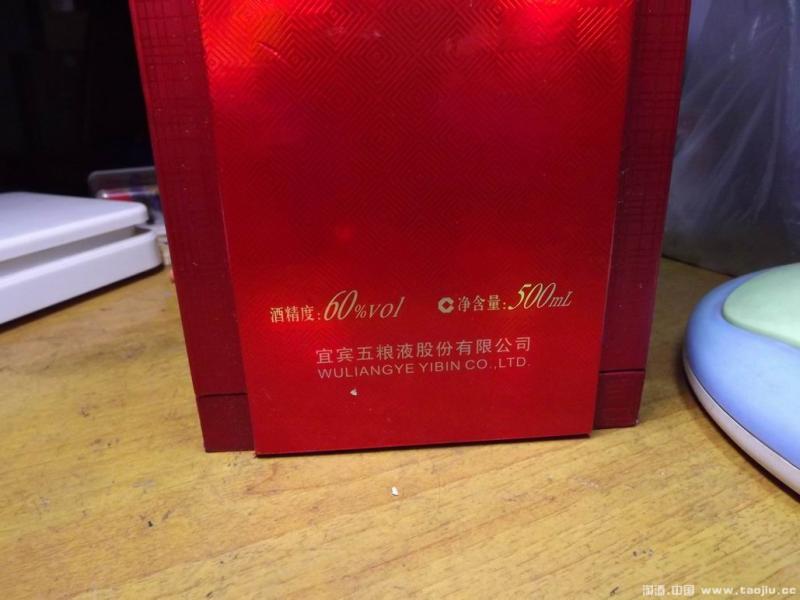 酒精度:60%vol 净含量:500mL
宜宾五粮液股份有限公司
WULIANGYE YIBIN CO.,LTD.
淘酒.中国 www.taojiu.cc